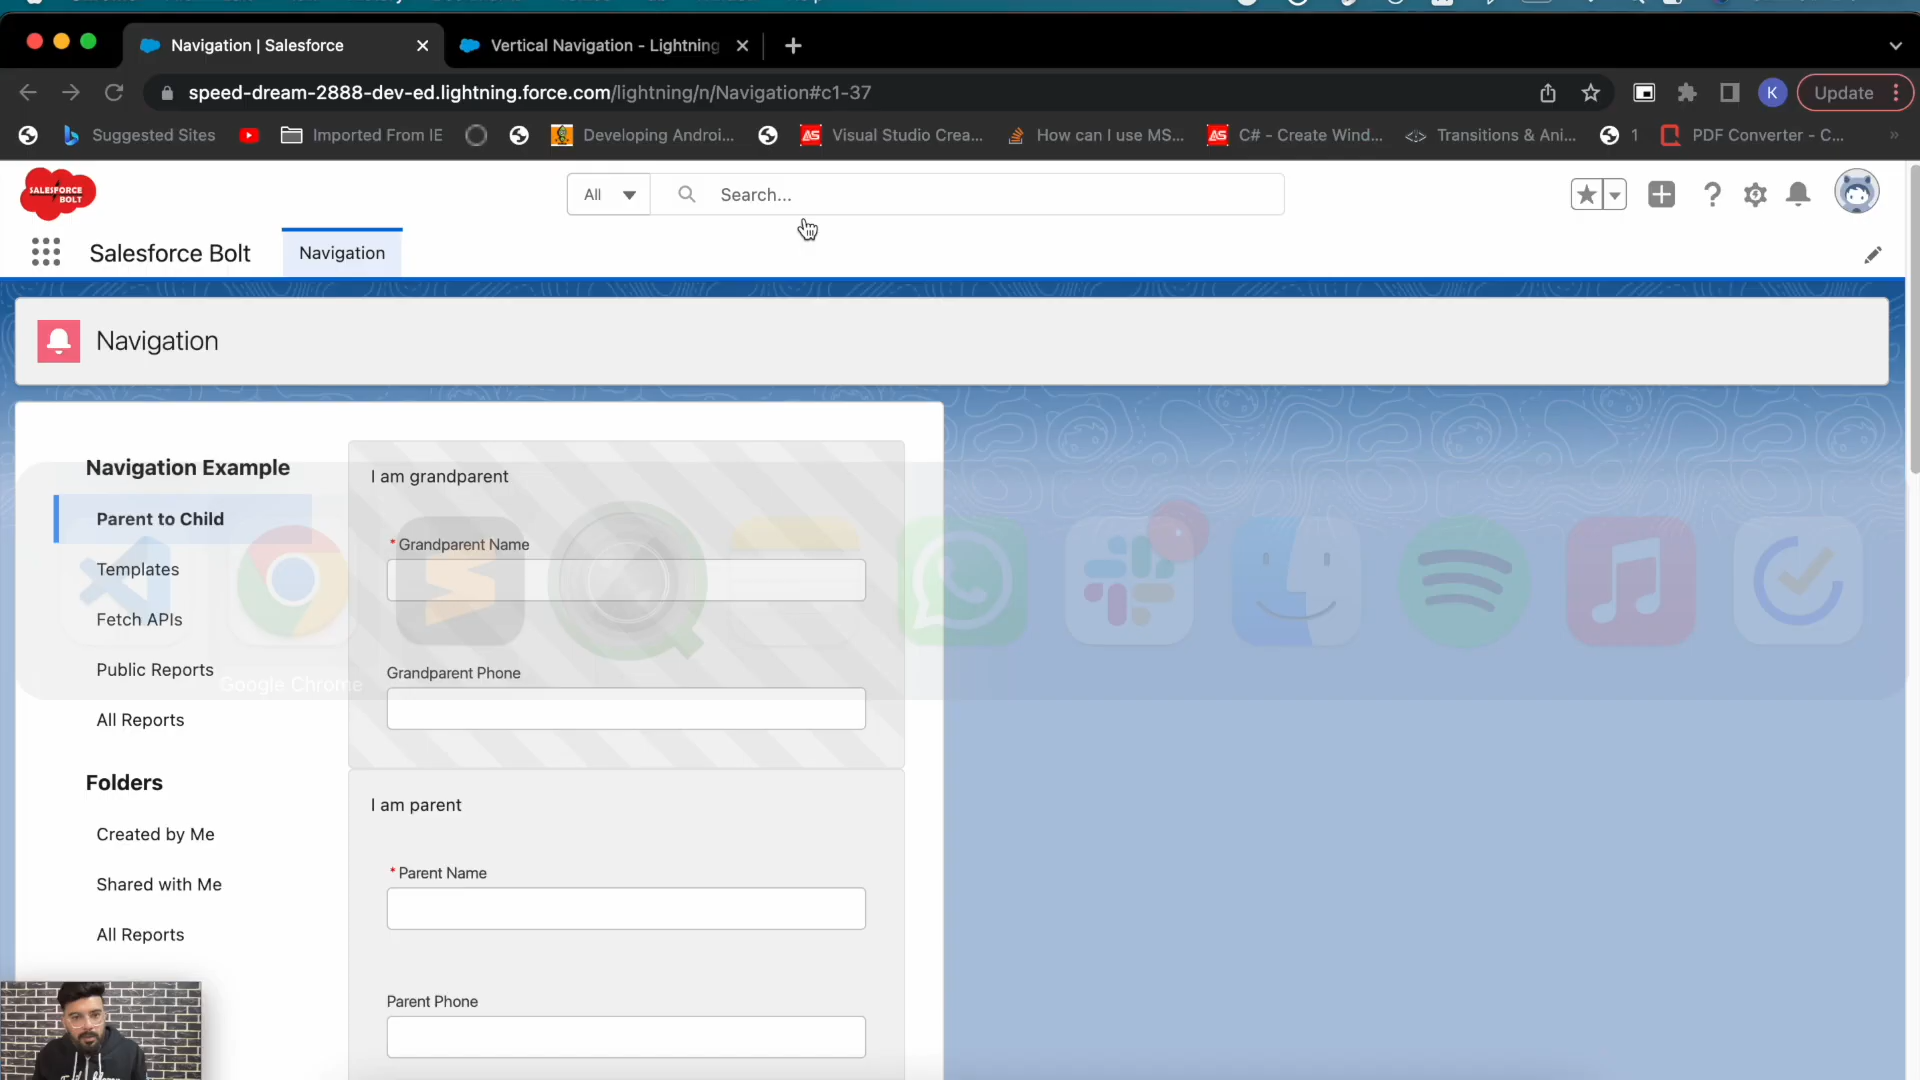 Navigation | Salesforce
Vertical Navigation - Lightning
speed-dream-2888-dev-ed.lightning.force.com/lightning/n/Navigation#c1-37
K
Update
Suggested Sites
Imported From IE
Developing Androi...
Visual Studio Crea...
How can I use MS...
C# - Create Wind...
Transitions & Ani...
1
PDF Converter - C...
»
SALESFORCE
BOLT
All
Search...
Salesforce Bolt
Navigation
Navigation
Navigation Example
Parent to Child
Templates
Fetch APIs
Public Reports
Google Chrome
All Reports
Folders
Created by Me
Shared with Me
All Reports
I am grandparent
* Grandparent Name
Grandparent Phone
I am parent
* Parent Name
Parent Phone